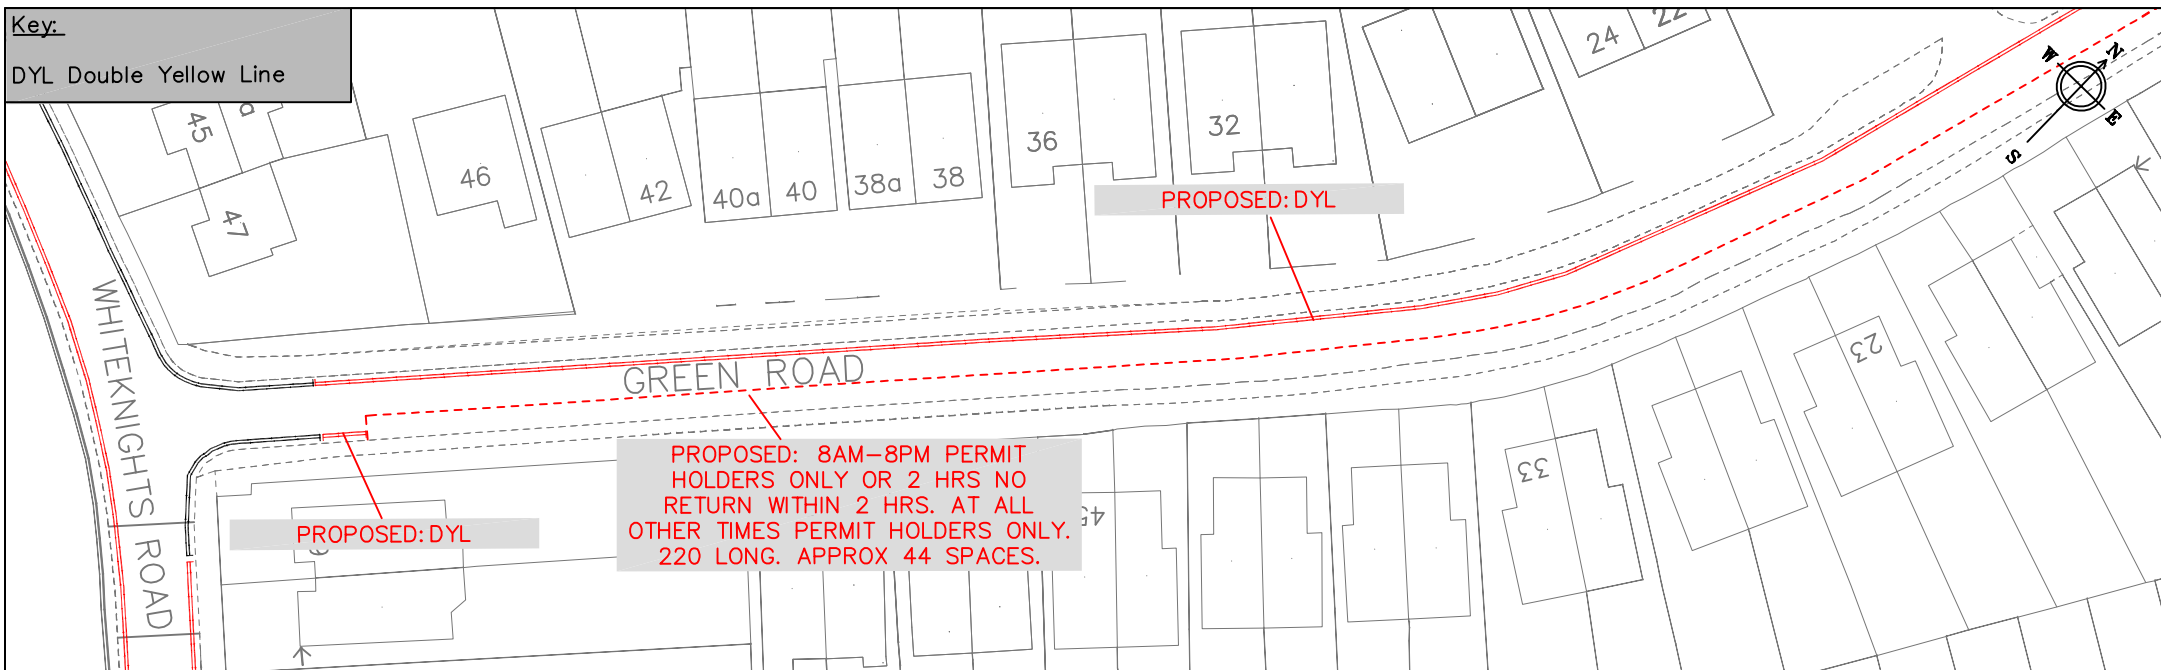 Key:
DYL Double Yellow Line
45
a
47
46
42
40a
40
38a
38
36
32
24
22
W
N
E
S
PROPOSED: DYL
WHITEKNIGHTS ROAD
GREEN ROAD
PROPOSED: 8AM-8PM PERMIT
HOLDERS ONLY OR 2 HRS NO
RETURN WITHIN 2 HRS. AT ALL
OTHER TIMES PERMIT HOLDERS ONLY.
220 LONG. APPROX 44 SPACES.
PROPOSED: DYL
45
33
23